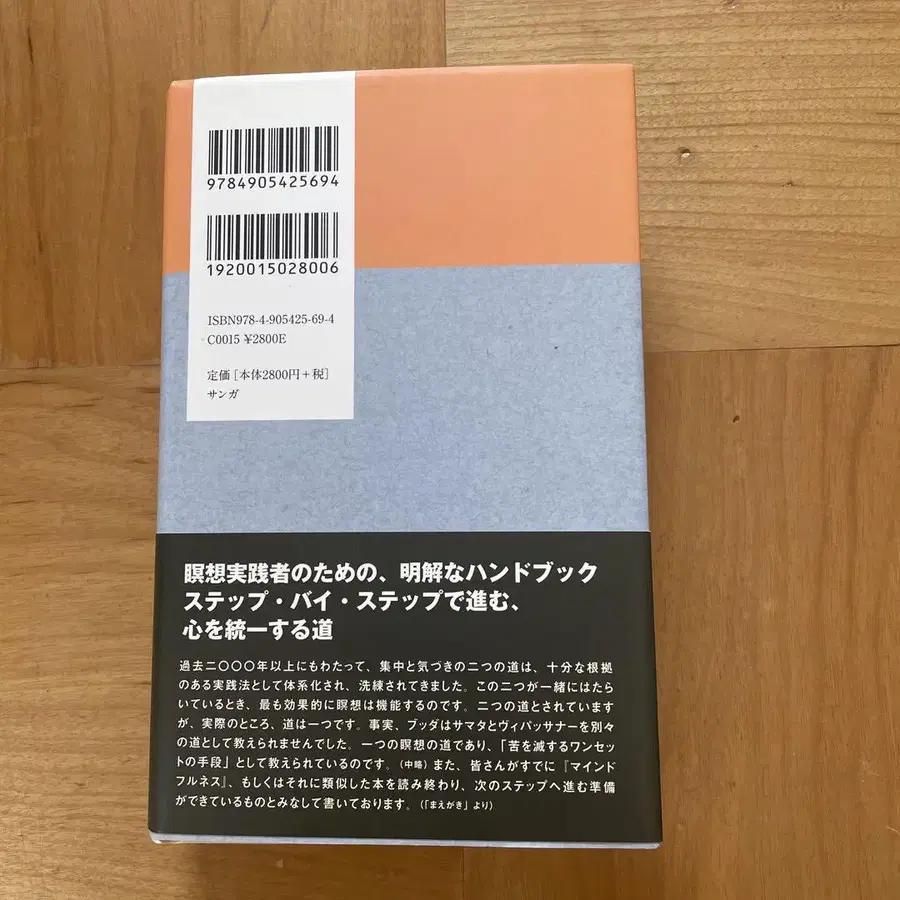 9784905425694
1920015028006
ISBN978-4-905425-69-4
C0015 ¥2800E
定価［本体2800円＋税］
サンガ
瞑想実践者のための、明解なハンドブック
ステップ・バイ・ステップで進む、
心を統一する道
過去二〇〇〇年以上にもわたって、集中と気づきの二つの道は、十分な根拠
のある実践法として体系化され、洗練されてきました。この二つが一緒にはたら
いているとき、最も効果的に瞑想は機能するのです。二つの道とされています
が、実際のところ、道は一つです。事実、ブッダはサマタとヴィパッサナーを別々
の道として教えられませんでした。一つの瞑想の道であり、「苦を滅するワンセッ
トの手段」として教えられているのです。（中略）また、皆さんがすでに『マインド
フルネス』、もしくはそれに類似した本を読み終わり、次のステップへ進む準備
ができているものとみなして書いております。（「まえがき」より）